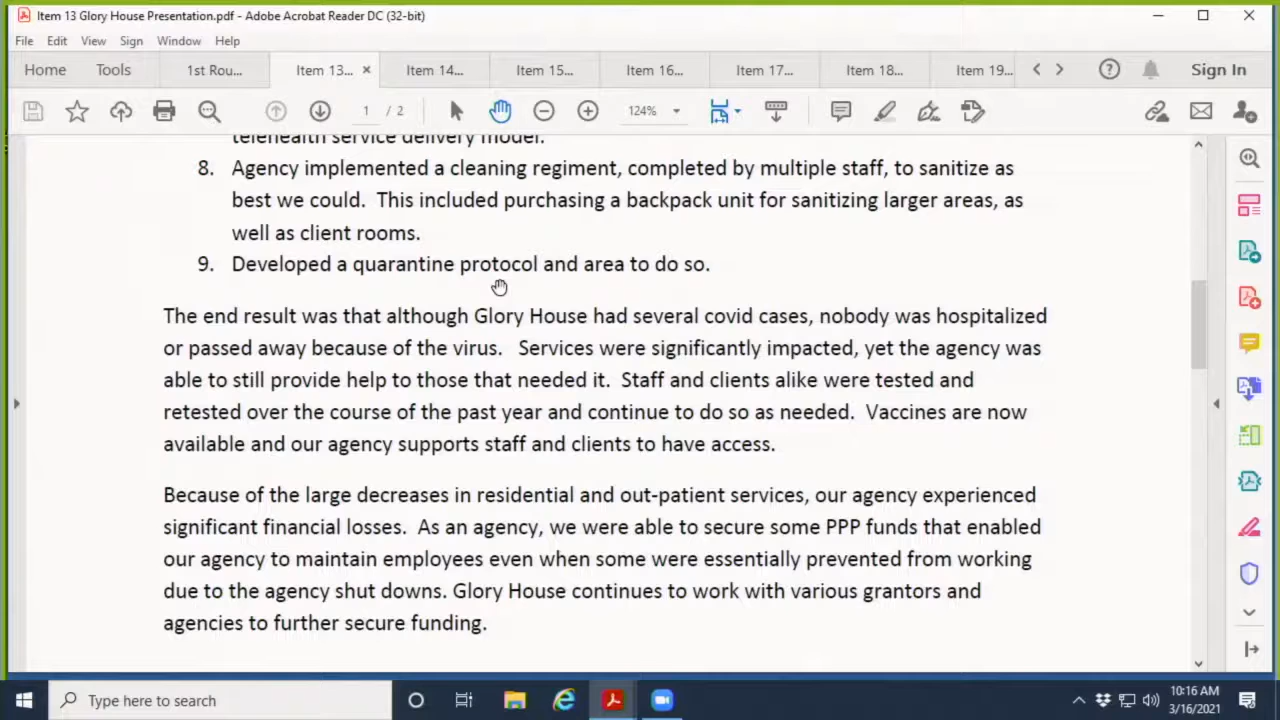 Item 13 Glory House Presentation.pdf - Adobe Acrobat Reader DC (32-bit)
File Edit View Sign Window Help
Home Tools 1st Rou... Item 13... Item 14... Item 15... Item 16... Item 17... Item 18... Item 19... Sign In
1 / 2 124%
telehealth service delivery model.
8. Agency implemented a cleaning regiment, completed by multiple staff, to sanitize as
best we could. This included purchasing a backpack unit for sanitizing larger areas, as
well as client rooms.
9. Developed a quarantine protocol and area to do so.
The end result was that although Glory House had several covid cases, nobody was hospitalized
or passed away because of the virus. Services were significantly impacted, yet the agency was
able to still provide help to those that needed it. Staff and clients alike were tested and
retested over the course of the past year and continue to do so as needed. Vaccines are now
available and our agency supports staff and clients to have access.
Because of the large decreases in residential and out-patient services, our agency experienced
significant financial losses. As an agency, we were able to secure some PPP funds that enabled
our agency to maintain employees even when some were essentially prevented from working
due to the agency shut downs. Glory House continues to work with various grantors and
agencies to further secure funding.
Type here to search
10:16 AM
3/16/2021